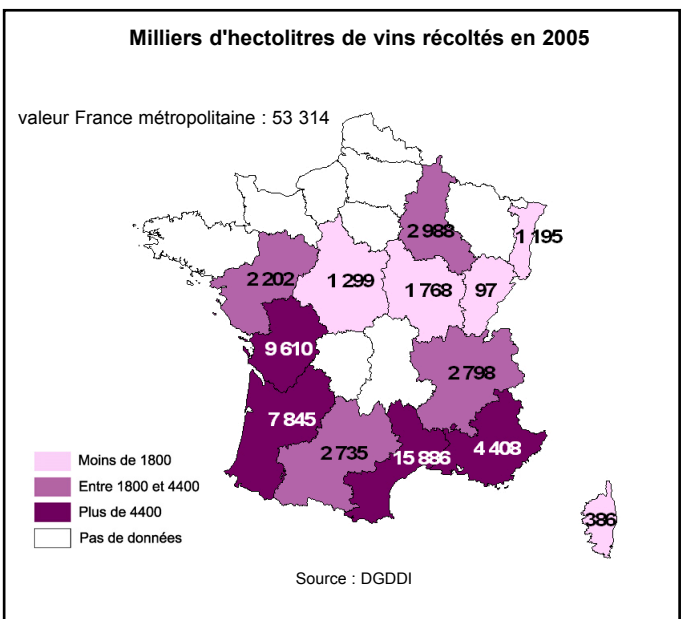 Milliers d'hectolitres de vins récoltés en 2005
valeur France métropolitaine : 53 314
2 988
1 195
2 202
1 299
1 768
97
9 610
2 798
7 845
2 735
15 886
4 408
386
Moins de 1800
Entre 1800 et 4400
Plus de 4400
Pas de données
Source : DGDDI